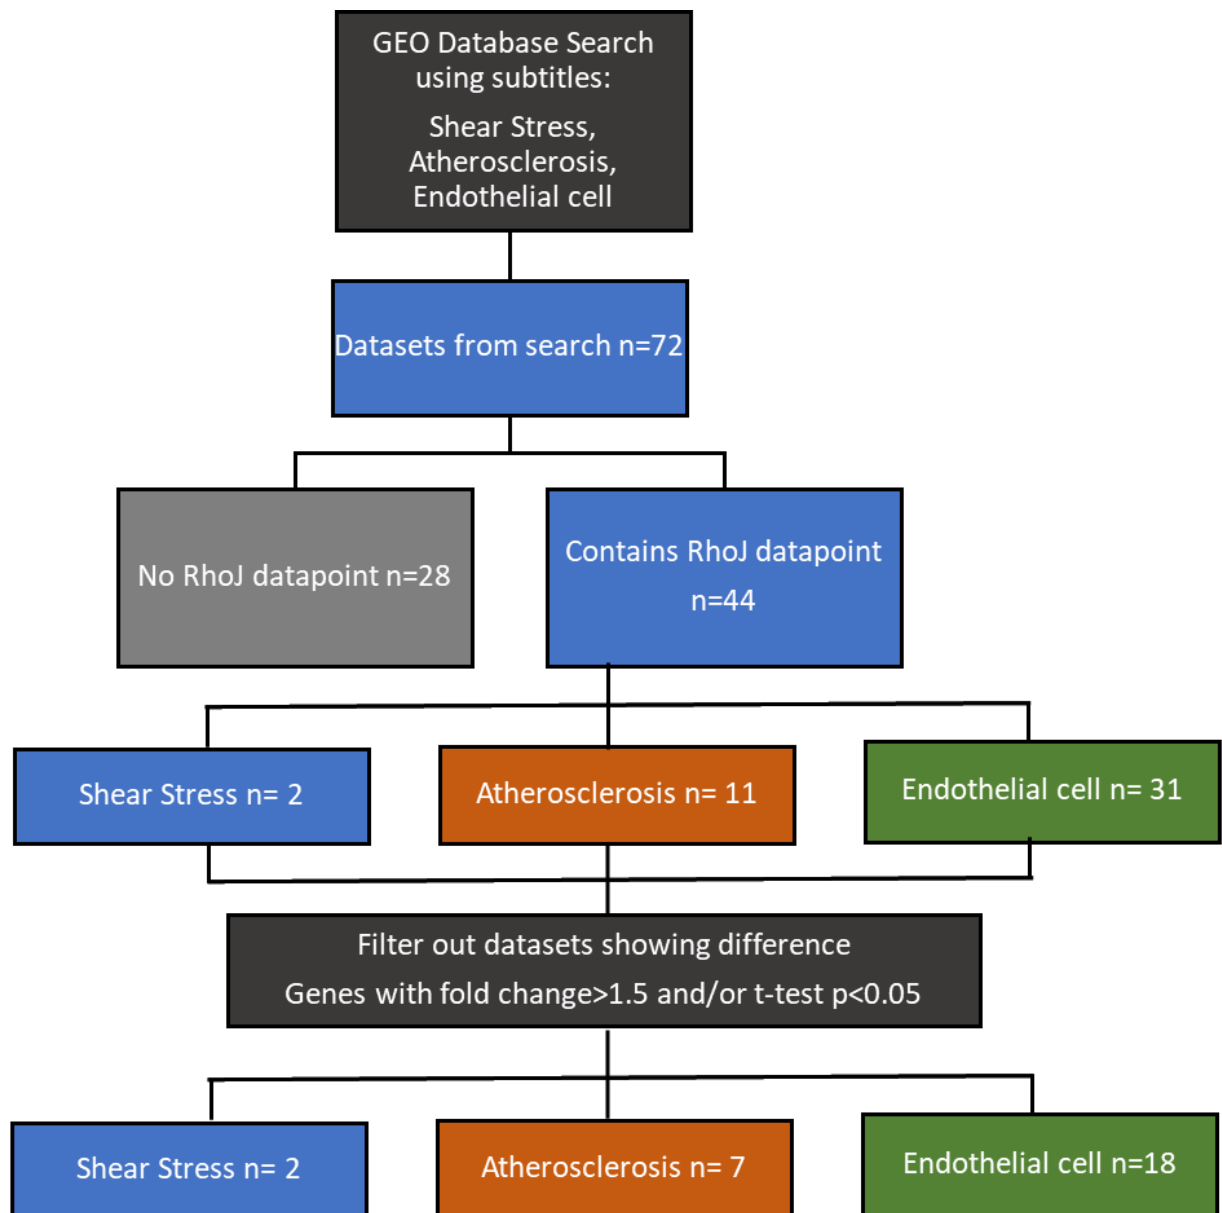 GEO Database Search
using subtitles:
Shear Stress,
Atherosclerosis,
Endothelial cell
Datasets from search n=72
No RhoJ datapoint n=28
Contains RhoJ datapoint
n=44
Shear Stress n= 2
Atherosclerosis n= 11
Endothelial cell n= 31
Filter out datasets showing difference
Genes with fold change>1.5 and/or t-test p<0.05
Shear Stress n= 2
Atherosclerosis n= 7
Endothelial cell n=18